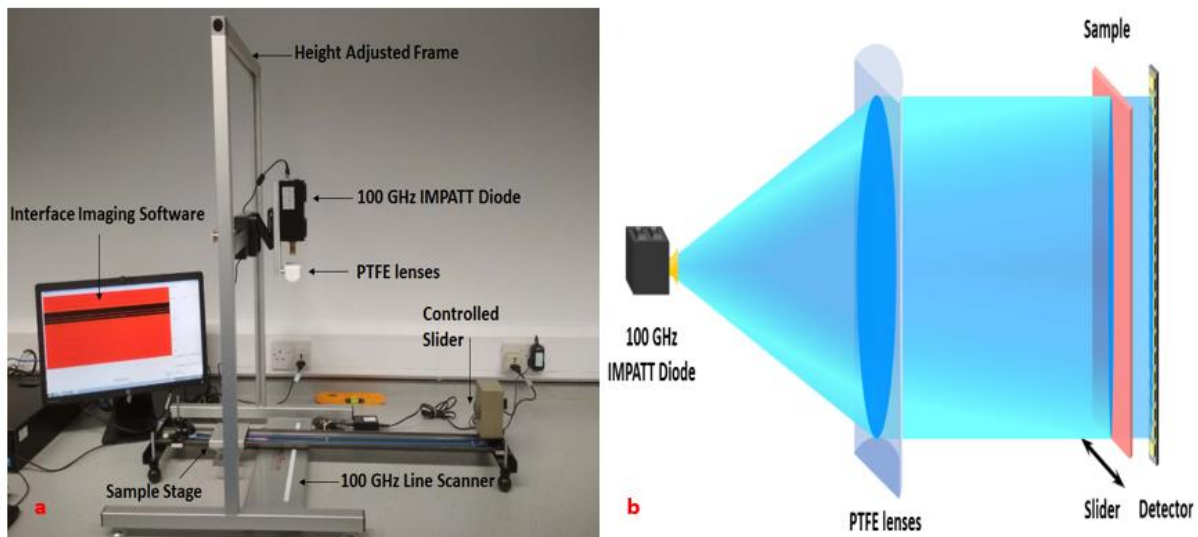 Height Adjusted Frame
100 GHz IMPATT Diode
Interface Imaging Software
PTFE lenses
Controlled
Slider
Sample Stage
100 GHz Line Scanner
a
Sample
100 GHz
IMPATT Diode
PTFE lenses
Slider
Detector
b